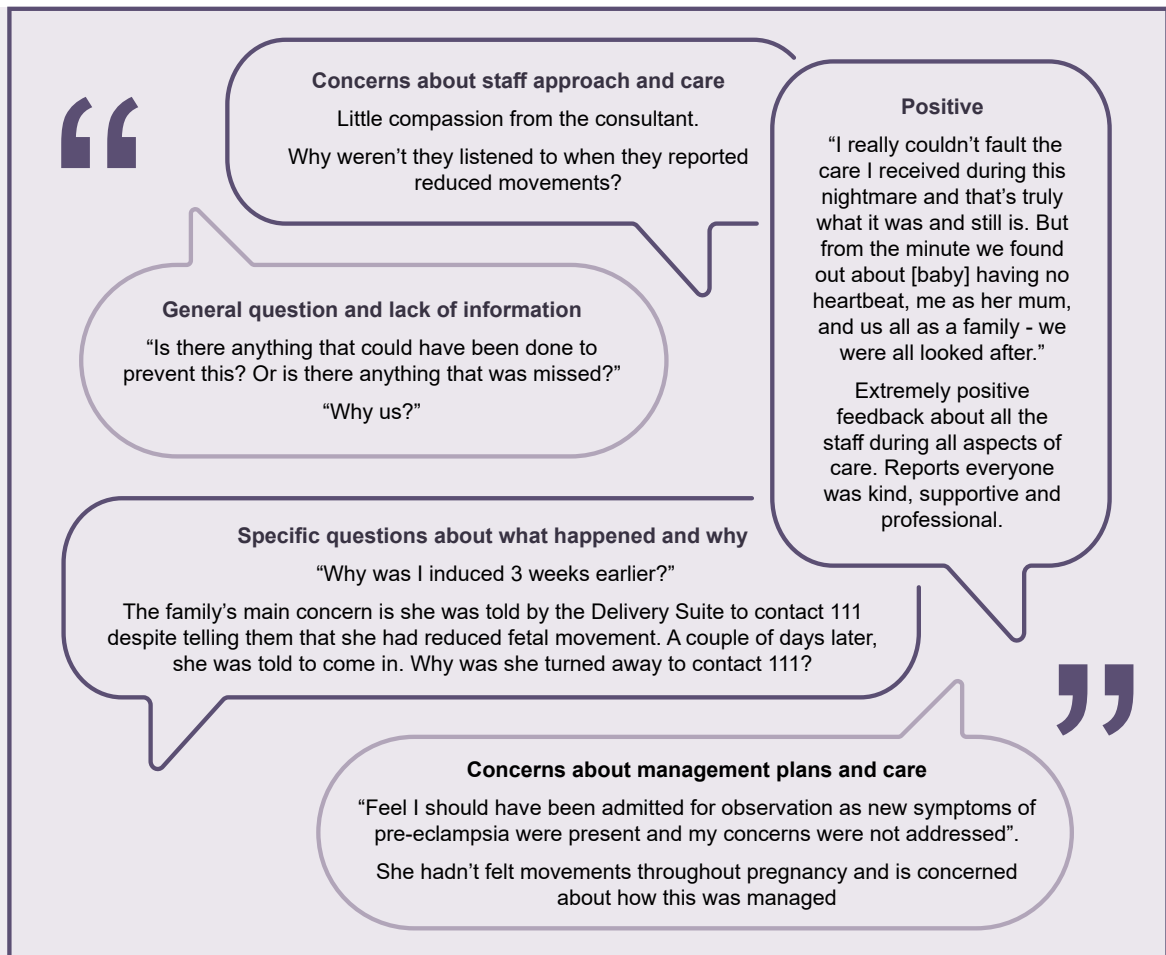 Concerns about staff approach and care
Little compassion from the consultant.
Why weren’t they listened to when they reported
reduced movements?
Positive
“I really couldn’t fault the
care I received during this
nightmare and that’s truly
what it was and still is. But
from the minute we found
out about [baby] having no
heartbeat, me as her mum,
and us all as a family - we
were all looked after.”
Extremely positive
feedback about all the
staff during all aspects of
care. Reports everyone
was kind, supportive and
professional.
General question and lack of information
“Is there anything that could have been done to
prevent this? Or is there anything that was missed?”
“Why us?”
Specific questions about what happened and why
“Why was I induced 3 weeks earlier?”
The family’s main concern is she was told by the Delivery Suite to contact 111
despite telling them that she had reduced fetal movement. A couple of days later,
she was told to come in. Why was she turned away to contact 111?
Concerns about management plans and care
“Feel I should have been admitted for observation as new symptoms of
pre-eclampsia were present and my concerns were not addressed”.
She hadn’t felt movements throughout pregnancy and is concerned
about how this was managed